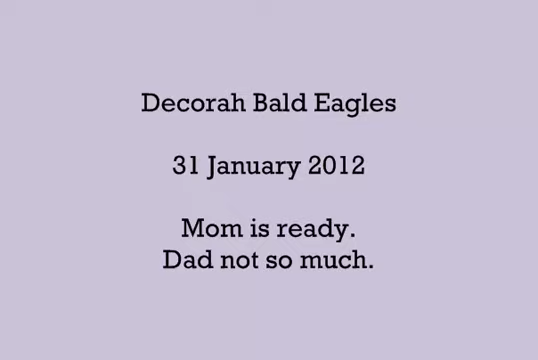 Decorah Bald Eagles
31 January 2012
Mom is ready.
Dad not so much.